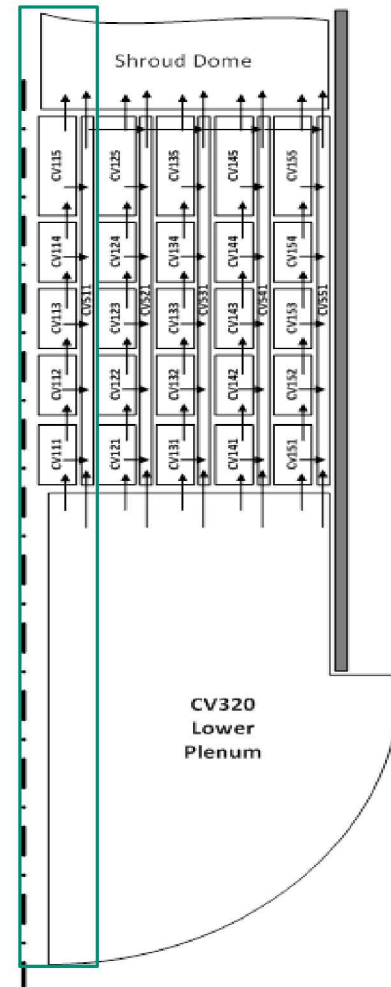 Shroud Dome
CV115
CV125
CV135
CV145
CV155
CV114
CV124
CV134
CV144
CV154
CV511
CV521
CV531
CV541
CV551
CV113
CV123
CV133
CV143
CV153
CV112
CV122
CV132
CV142
CV152
CV111
CV121
CV131
CV141
CV151
CV320
Lower
Plenum